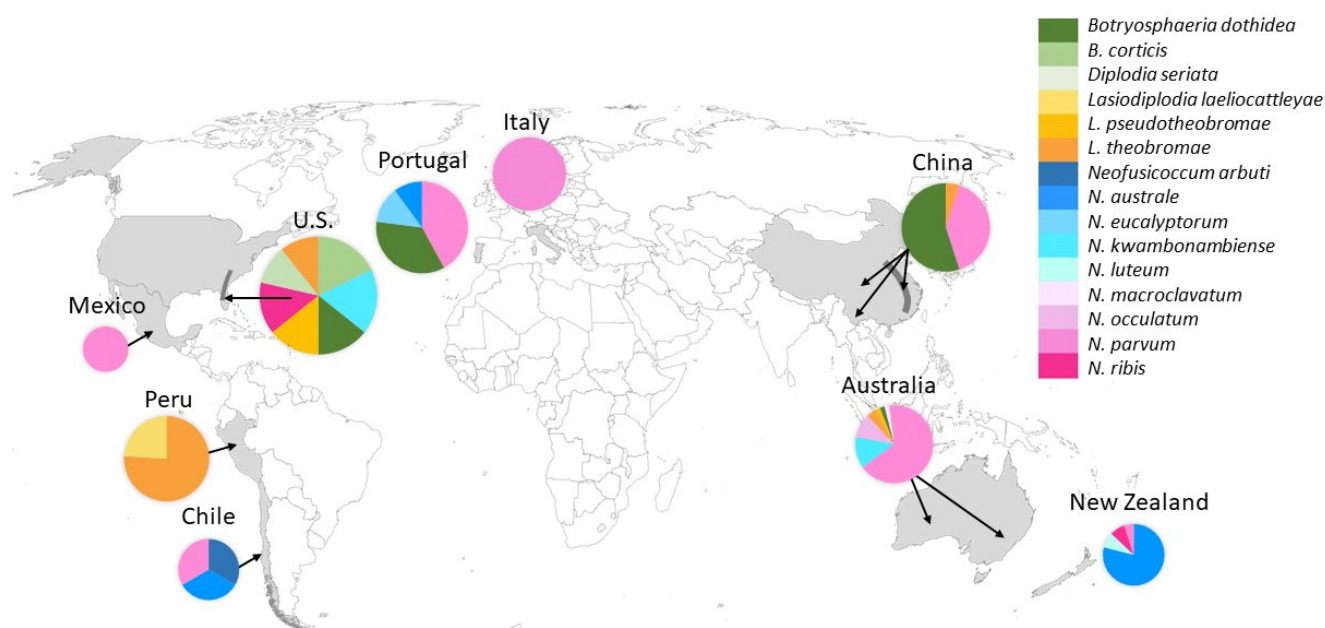 Botryosphaeria dothidea
B. corticis
Diplodia seriata
Lasiodiplodia laeliocattleyae
L. pseudotheobromae
L. theobromae
Neofusicoccum arbuti
N. australe
N. eucalyptorum
N. kwambonambiense
N. luteum
N. macroclavatum
N. occulatum
N. parvum
N. ribis
Italy
Portugal
China
U.S.
Mexico
Peru
Australia
Chile
New Zealand